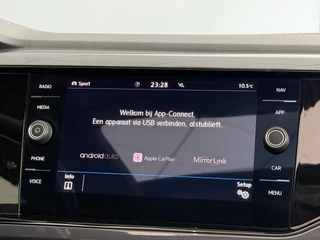 RADIO
MEDIA
PHONE
VOICE
Sport 23:28 10.5°C
Welkom bij App-Connect.
Een apparaat via USB verbinden, alstublieft.
android auto Apple CarPlay MirrorLink
Info Setup
NAV
APP
CAR
MENU